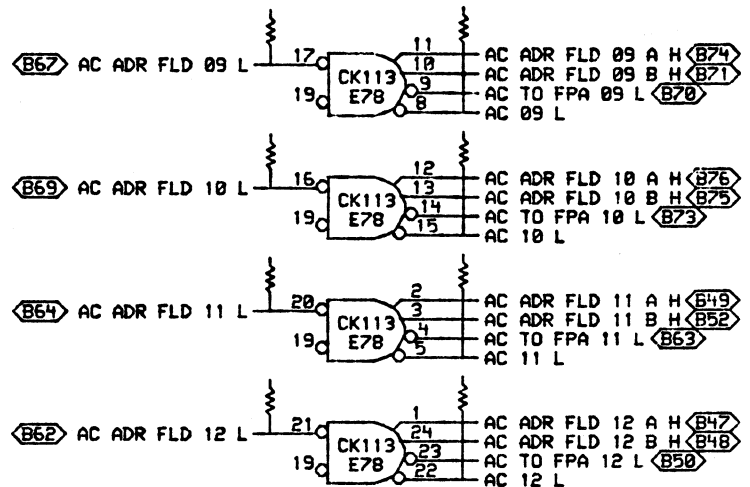 11
17 AC ADR FLD 09 A H B74
B67 AC ADR FLD 09 L 10
CK113 AC ADR FLD 09 B H B71
19 E78 9 AC TO FPA 09 L B70
8 AC 09 L
12
16 AC ADR FLD 10 A H B76
B69 AC ADR FLD 10 L 13
CK113 AC ADR FLD 10 B H B75
19 E78 14 AC TO FPA 10 L B73
15 AC 10 L
2
20 AC ADR FLD 11 A H B49
B64 AC ADR FLD 11 L 3
CK113 AC ADR FLD 11 B H B52
19 E78 4 AC TO FPA 11 L B63
5 AC 11 L
1
21 AC ADR FLD 12 A H B47
B62 AC ADR FLD 12 L 24
CK113 AC ADR FLD 12 B H B48
19 E78 23 AC TO FPA 12 L B50
22 AC 12 L